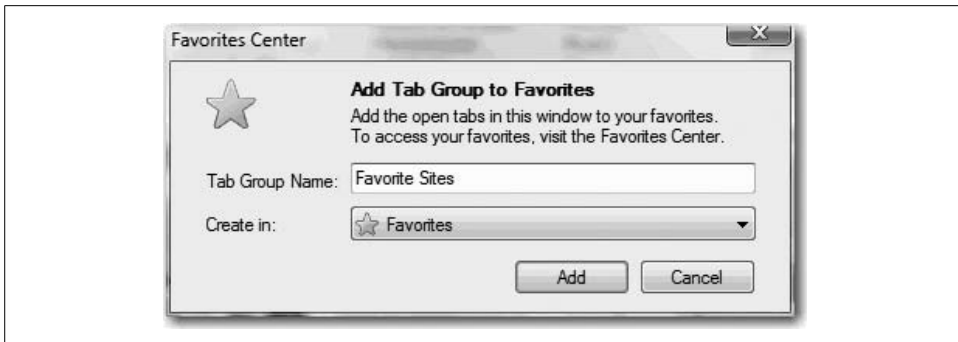 Favorites Center
Add Tab Group to Favorites
Add the open tabs in this window to your favorites.
To access your favorites, visit the Favorites Center.
Tab Group Name: Favorite Sites
Create in: Favorites
Add Cancel